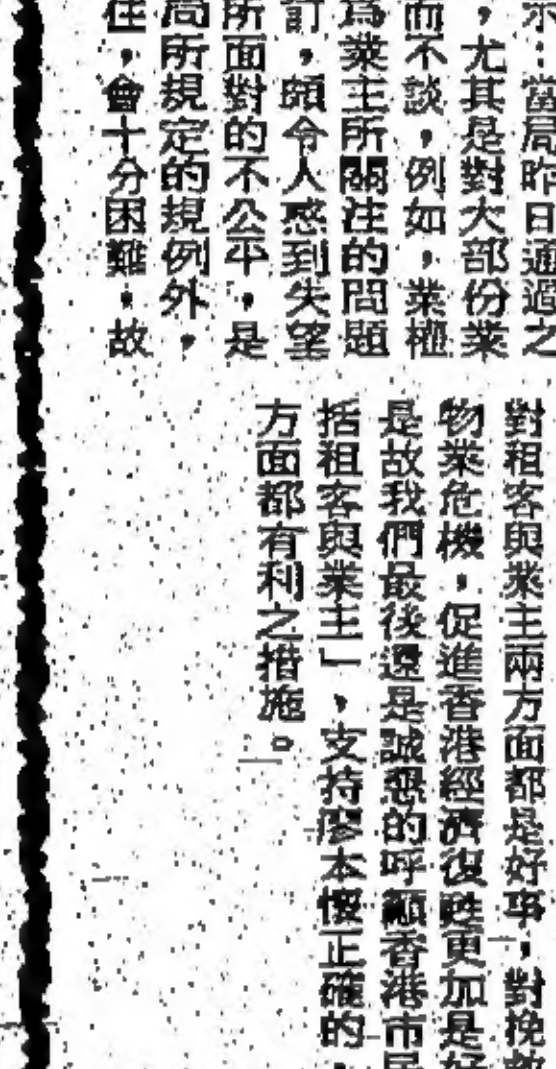 示：當局昨日通過之
，尤其是對大部份業
而不談，例如，業權
為業主所關注的問題
訂，頗令人感到失望
所面對的不公平，是
局所規定的規例外，
住，會十分困難，故
對租客與業主兩方面都是好事，對挽救
物業危機，促進香港經濟復甦更加是好
是故我們最後還是誠懇的呼籲香港市民
括租客與業主」，支持廖本懷正確的，
方面都有利之措施。